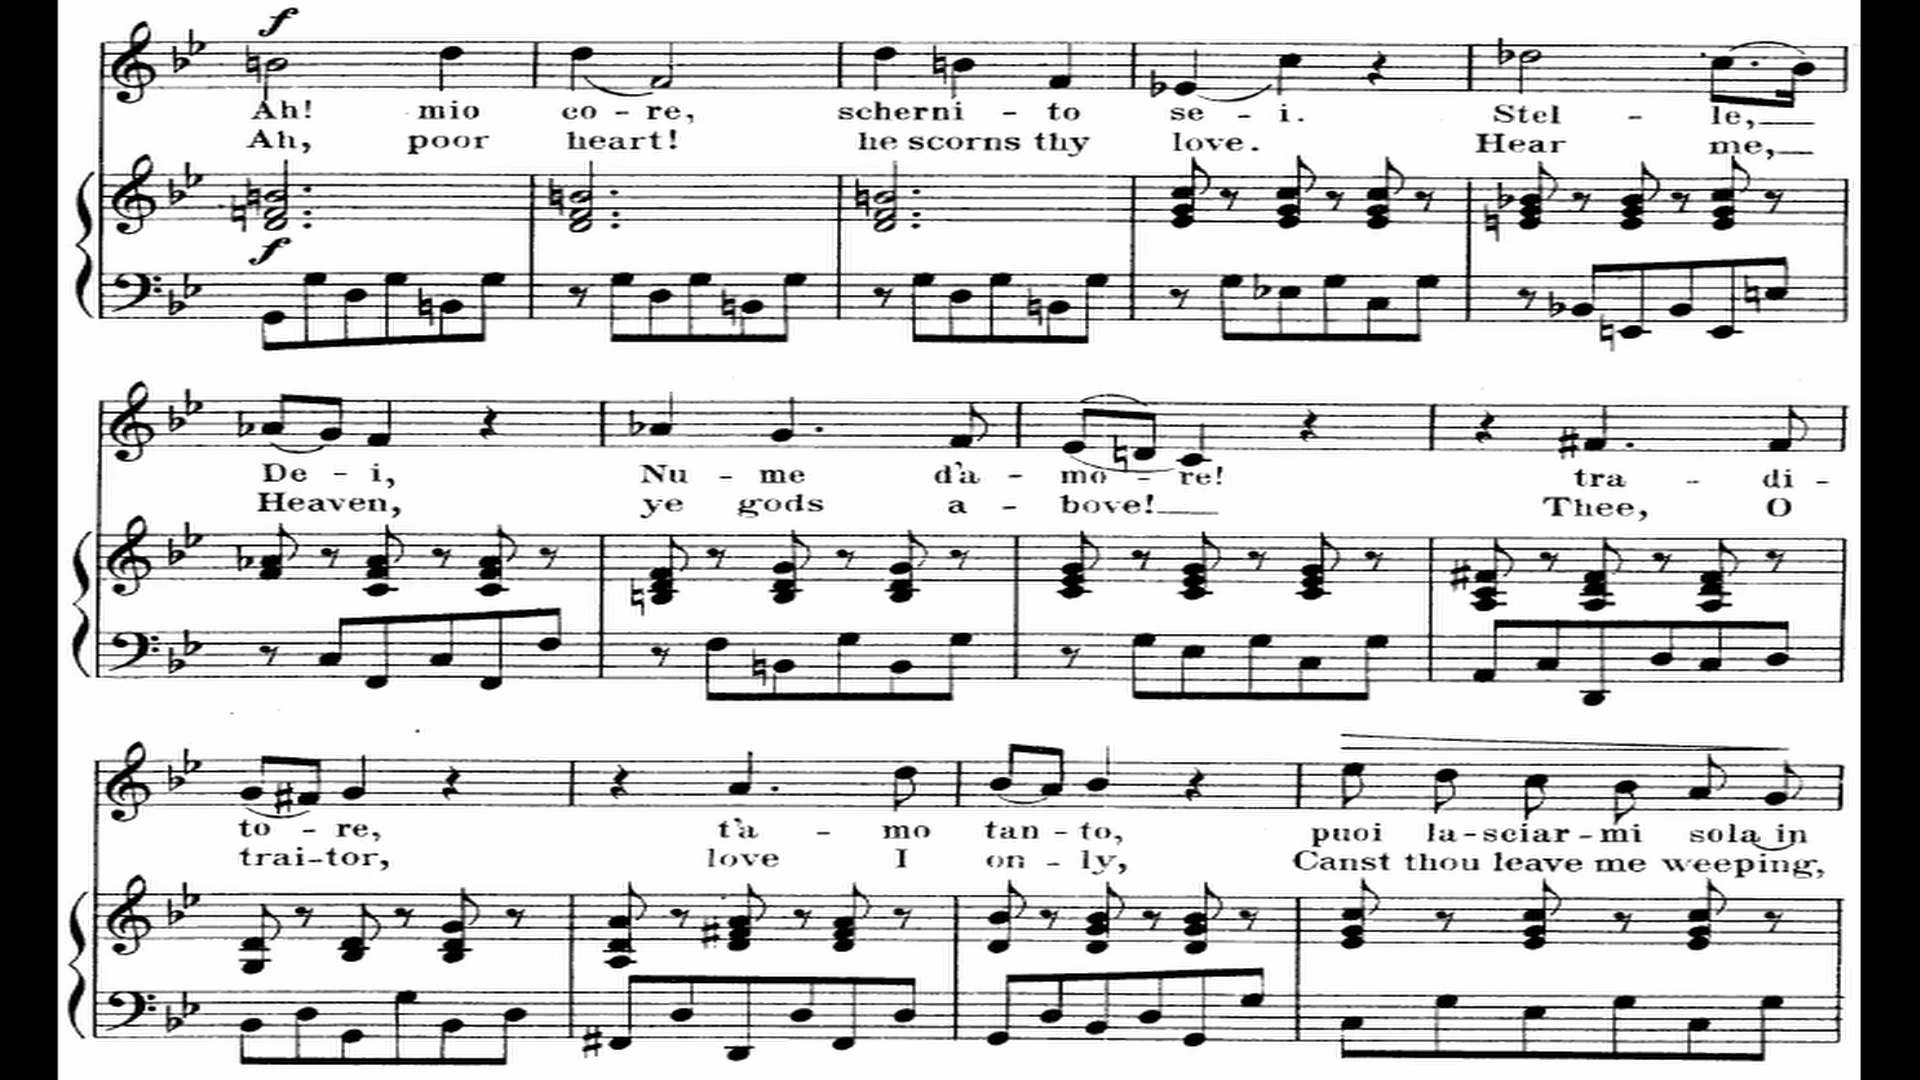 f
Ah! mio co - re, scherni - to se - i. Stel - le,
Ah, poor heart! he scorns thy love. Hear me,
f
De - i, Nu - me d'a - mo - re! tra - di -
Heaven, ye gods a - bove! Thee, O
to - re, t'a - mo tan - to, puoi la - sciar - mi sola in
trai - tor, love I on - ly, Canst thou leave me weeping,